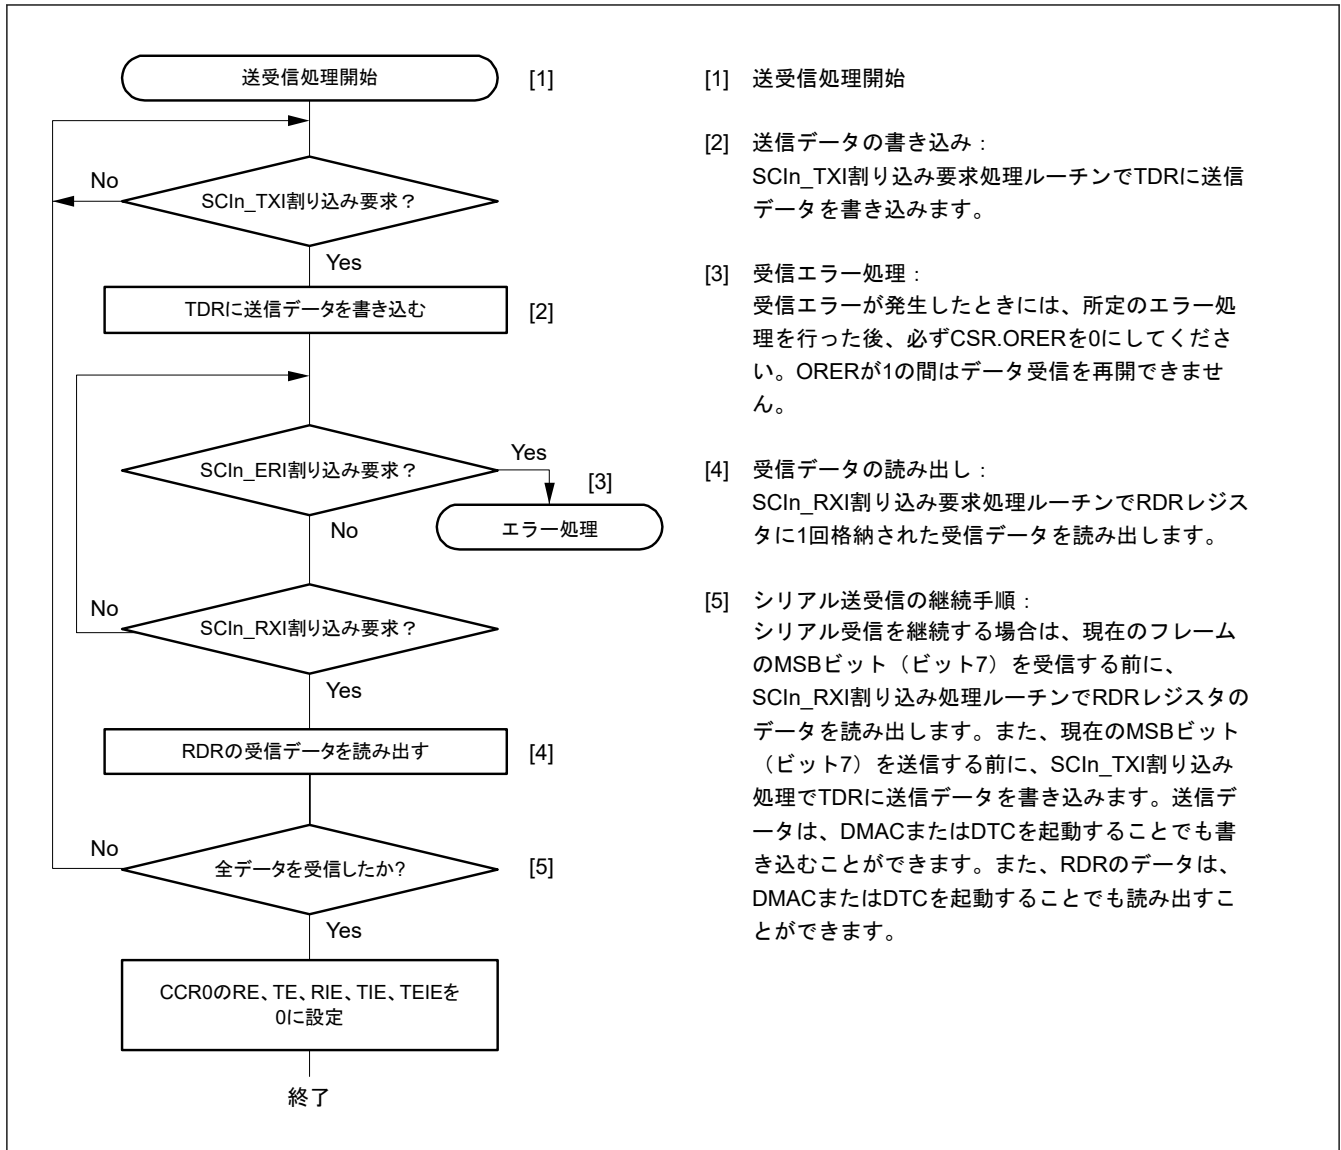 送受信処理開始
[1]
No
SCIn_TXI割り込み要求？
Yes
TDRに送信データを書き込む
[2]
SCIn_ERI割り込み要求？
Yes
[3]
エラー処理
No
No
SCIn_RXI割り込み要求？
Yes
RDRの受信データを読み出す
[4]
No
全データを受信したか?
[5]
Yes
CCR0のRE、TE、RIE、TIE、TEIEを
0に設定
終了
[1] 送受信処理開始
[2] 送信データの書き込み：
SCIn_TXI割り込み要求処理ルーチンでTDRに送信
データを書き込みます。
[3] 受信エラー処理：
受信エラーが発生したときには、所定のエラー処
理を行った後、必ずCSR.ORERを0にしてくださ
い。ORERが1の間はデータ受信を再開できませ
ん。
[4] 受信データの読み出し：
SCIn_RXI割り込み要求処理ルーチンでRDRレジス
タに1回格納された受信データを読み出します。
[5] シリアル送受信の継続手順：
シリアル受信を継続する場合は、現在のフレーム
のMSBビット（ビット7）を受信する前に、
SCIn_RXI割り込み処理ルーチンでRDRレジスタの
データを読み出します。また、現在のMSBビット
（ビット7）を送信する前に、SCIn_TXI割り込み
処理でTDRに送信データを書き込みます。送信デ
ータは、DMACまたはDTCを起動することでも書
き込むことができます。また、RDRのデータは、
DMACまたはDTCを起動することでも読み出すこ
とができます。